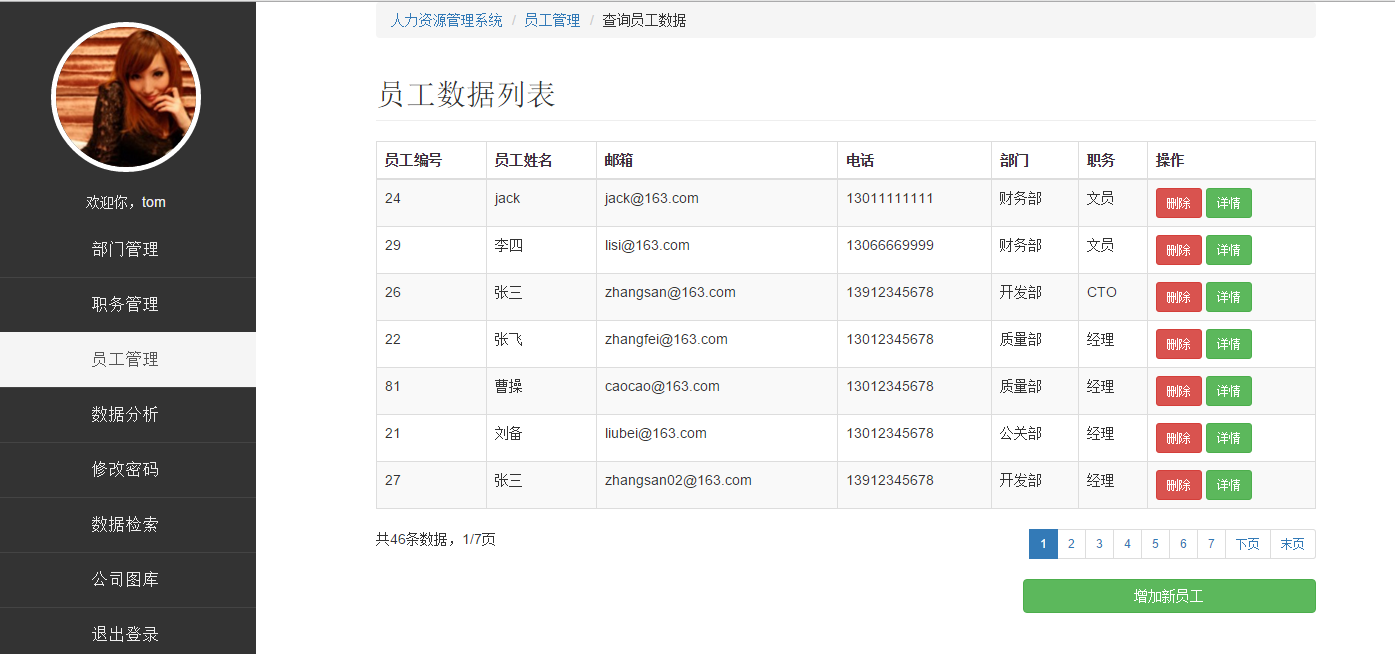 人力资源管理系统 / 员工管理 / 查询员工数据
欢迎你，tom
部门管理
职务管理
员工管理
数据分析
修改密码
数据检索
公司图库
退出登录
员工数据列表
员工编号 员工姓名 邮箱 电话 部门 职务 操作
24 jack jack@163.com 13011111111 财务部 文员 删除 详情
29 李四 lisi@163.com 13066669999 财务部 文员 删除 详情
26 张三 zhangsan@163.com 13912345678 开发部 CTO 删除 详情
22 张飞 zhangfei@163.com 13012345678 质量部 经理 删除 详情
81 曹操 caocao@163.com 13012345678 质量部 经理 删除 详情
21 刘备 liubei@163.com 13012345678 公关部 经理 删除 详情
27 张三 zhangsan02@163.com 13912345678 开发部 经理 删除 详情
共46条数据，1/7页 1 2 3 4 5 6 7 下页 末页
增加新员工